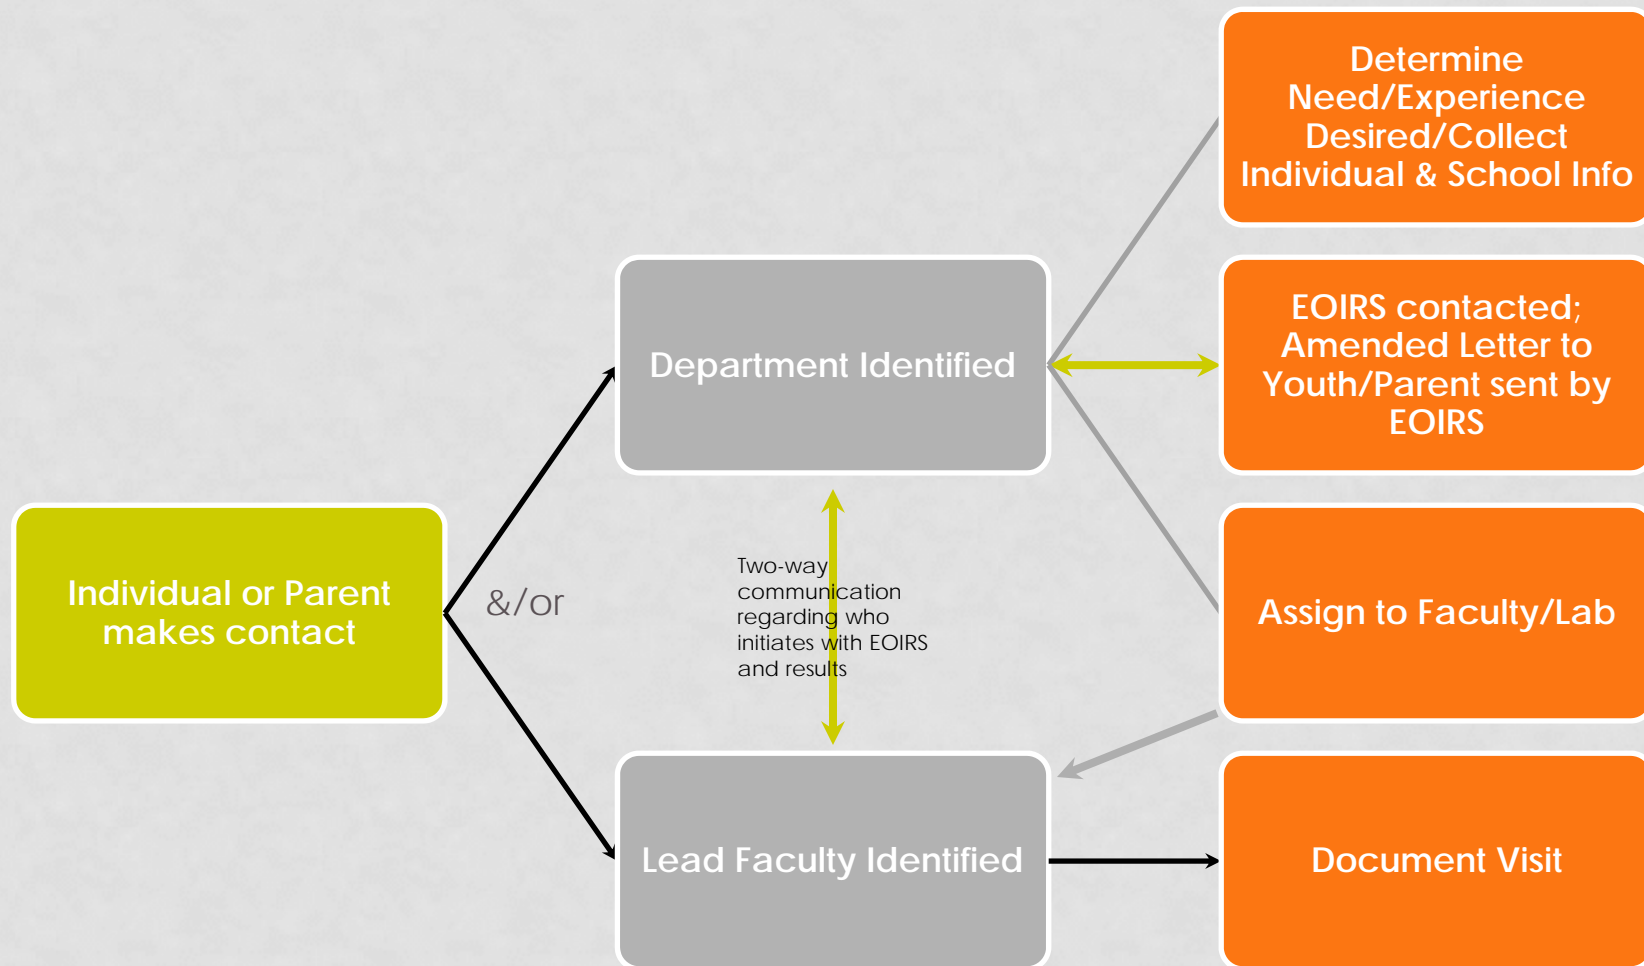 Individual or Parent
makes contact
&/or
Department Identified
Two-way
communication
regarding who
initiates with EOIRS
and results
Lead Faculty Identified
Determine
Need/Experience
Desired/Collect
Individual & School Info
EOIRS contacted;
Amended Letter to
Youth/Parent sent by
EOIRS
Assign to Faculty/Lab
Document Visit